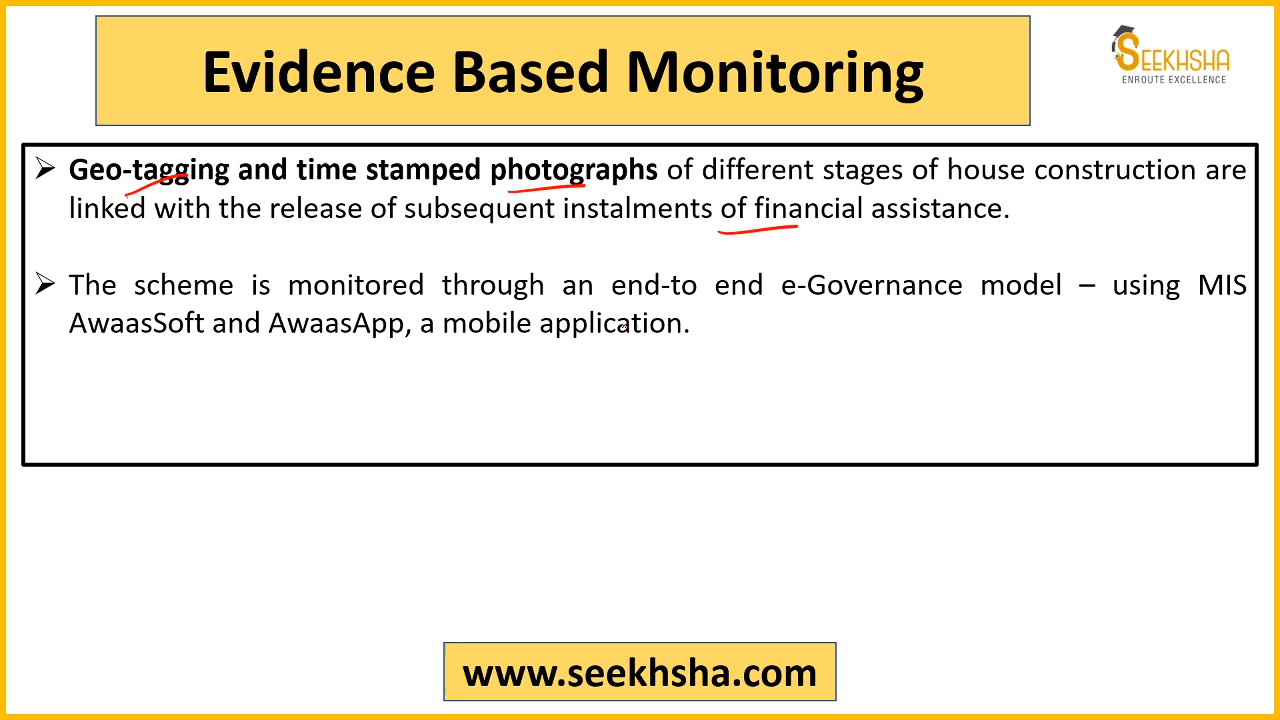 Evidence Based Monitoring
SEEKHSHA
ENROUTE EXCELLENCE
➢ Geo-tagging and time stamped photographs of different stages of house construction are
linked with the release of subsequent instalments of financial assistance.
➢ The scheme is monitored through an end-to end e-Governance model – using MIS
AwaasSoft and AwaasApp, a mobile application.
www.seekhsha.com